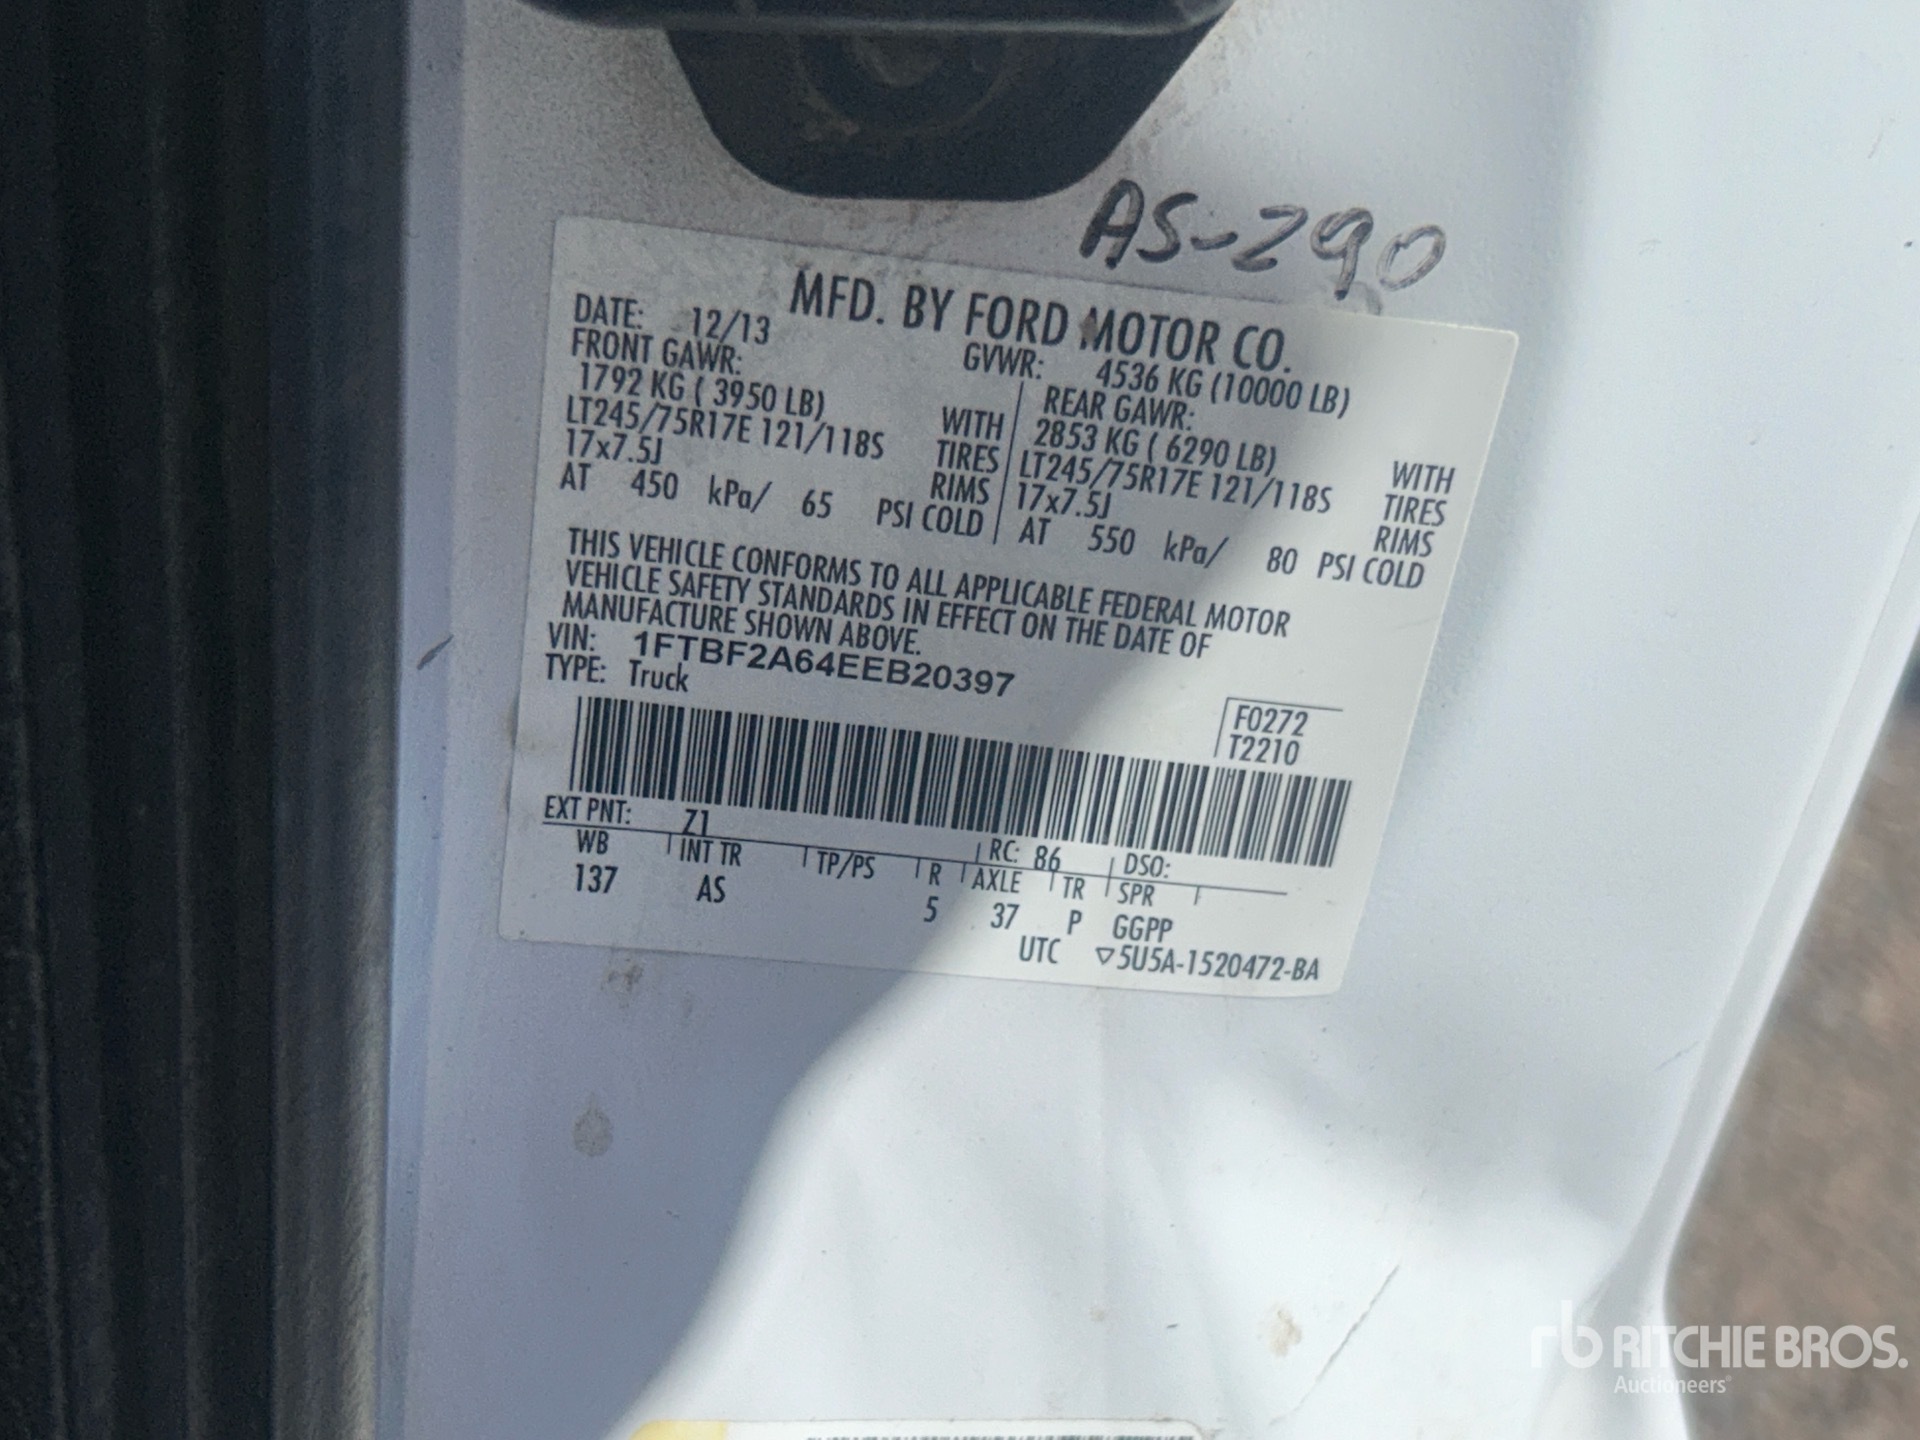 AS-290
MFD. BY FORD MOTOR CO.
DATE: 12/13
GVWR: 4536 KG (10000 LB)
FRONT GAWR:
1792 KG ( 3950 LB)
WITH
LT245/75R17E 121/118S
TIRES
17x7.5J
RIMS
AT 450 kPa/ 65 PSI COLD
REAR GAWR:
2853 KG ( 6290 LB)
WITH
LT245/75R17E 121/118S
TIRES
17x7.5J
RIMS
AT 550 kPa/ 80 PSI COLD
THIS VEHICLE CONFORMS TO ALL APPLICABLE FEDERAL MOTOR
VEHICLE SAFETY STANDARDS IN EFFECT ON THE DATE OF
MANUFACTURE SHOWN ABOVE.
VIN: 1FTBF2A64EEB20397
TYPE: Truck
F0272
T2210
EXT PNT: Z1
RC: 86
DSO:
WB INT TR TP/PS R AXLE TR SPR
137 AS 5 37 P GGPP
UTC ▽5U5A-1520472-BA
rb RITCHIE BROS.
Auctioneers